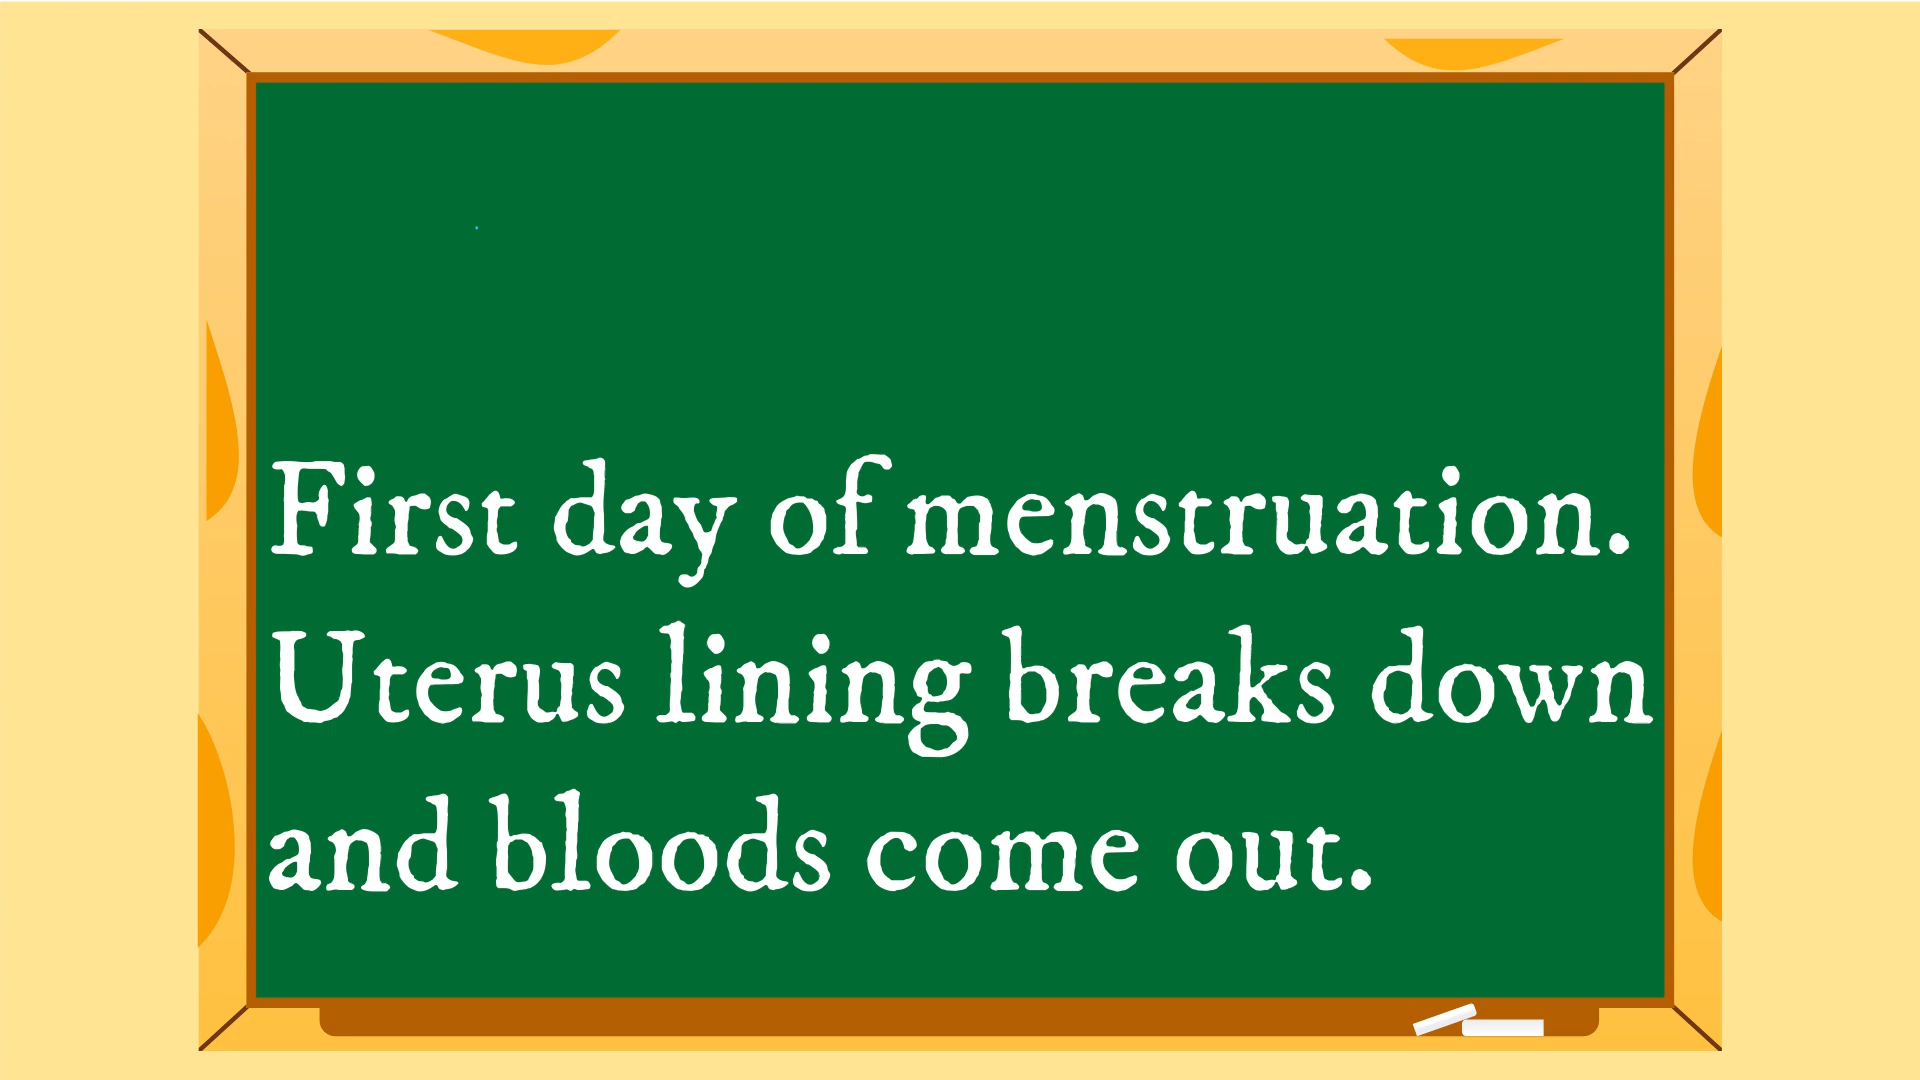 First day of menstruation.
Uterus lining breaks down
and bloods come out.